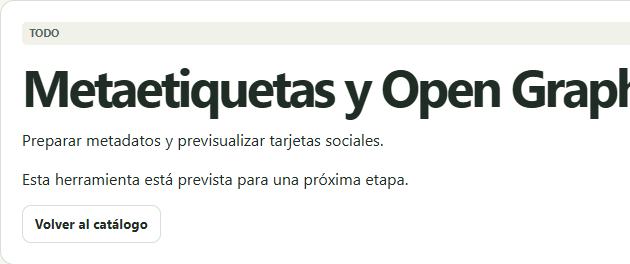 TODO
Metaetiquetas y Open Graph
Preparar metadatos y previsualizar tarjetas sociales.
Esta herramienta está prevista para una próxima etapa.
Volver al catálogo